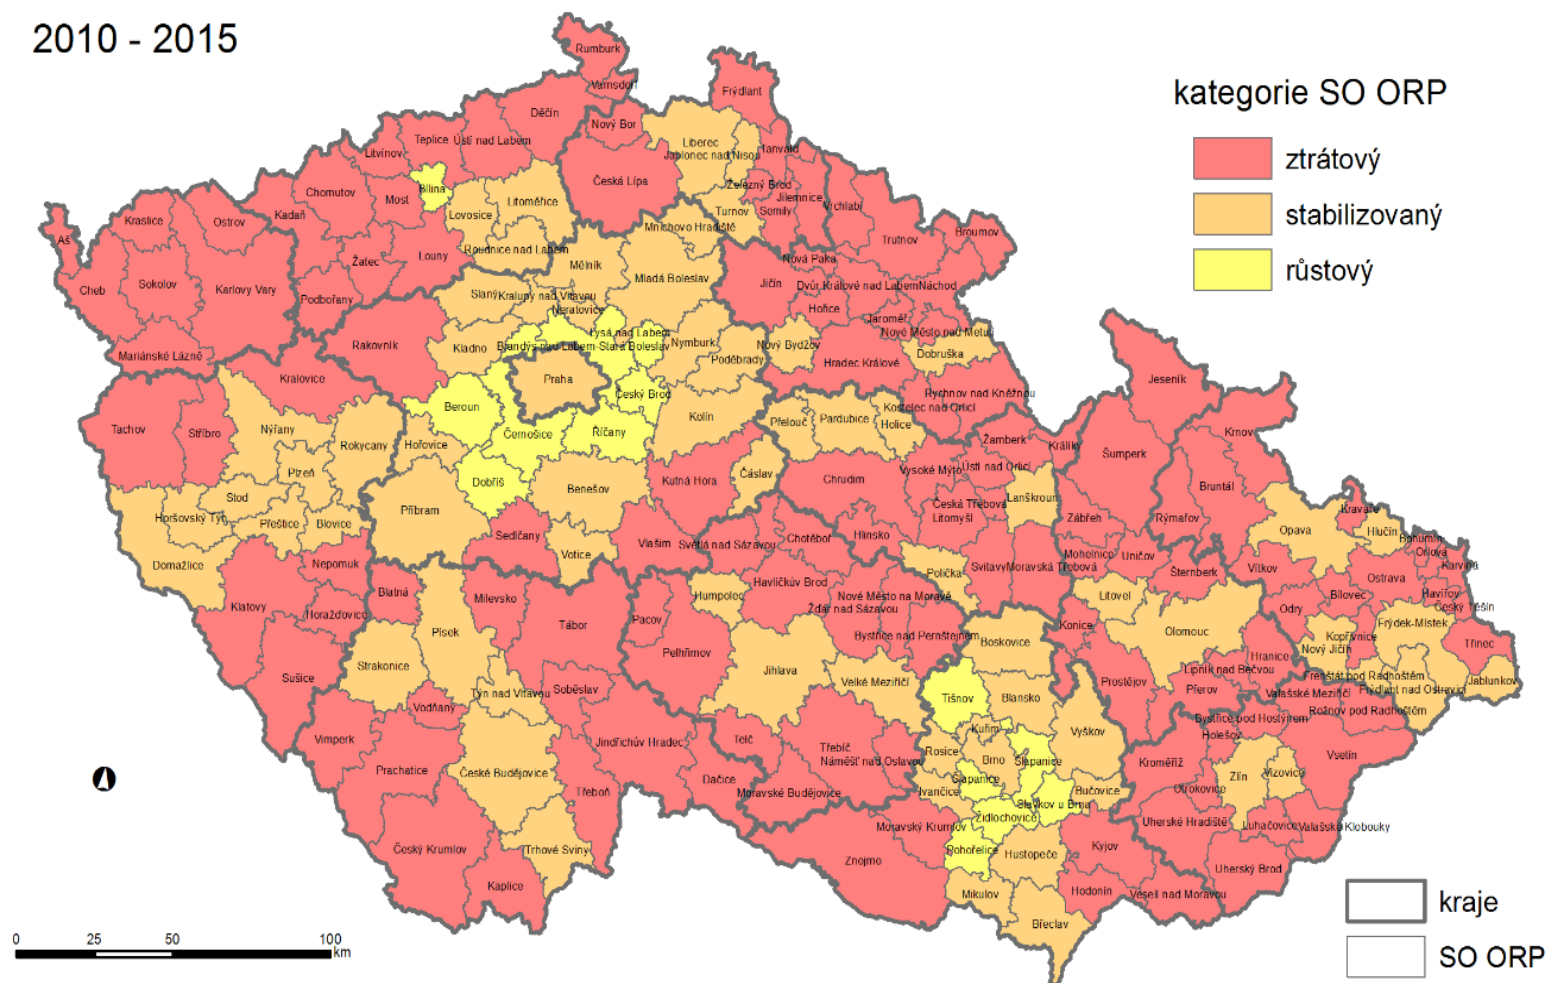 2010 - 2015
kategorie SO ORP
ztrátový
stabilizovaný
růstový
Rumburk
Varnsdorf
Frýdlant
Děčín
Nový Bor
Teplice
Ústí nad Labem
Liberec
Jablonec nad Nisou
Tanvald
Litvínov
Bílina
Česká Lípa
Železný Brod
Chomutov
Most
Litoměřice
Jilemnice
Vrchlabí
Kadaň
Lovosice
Turnov
Semily
Kraslice
Ostrov
Mnichovo Hradiště
Trutnov
Broumov
Aš
Louny
Roudnice nad Labem
Žatec
Mělník
Mladá Boleslav
Nová Paka
Cheb
Sokolov
Karlovy Vary
Podbořany
Jičín
Dvůr Králové nad Labem
Náchod
Slaný
Kralupy nad Vltavou
Neratovice
Hořice
Jaroměř
Nové Město nad Metují
Lysá nad Labem
Mariánské Lázně
Rakovník
Kladno
Brandýs nad Labem-Stará Boleslav
Nymburk
Nový Bydžov
Dobruška
Poděbrady
Hradec Králové
Kralovice
Praha
Český Brod
Rychnov nad Kněžnou
Jeseník
Beroun
Kostelec nad Orlicí
Tachov
Stříbro
Nýřany
Rokycany
Hořovice
Černošice
Říčany
Kolín
Přelouč
Pardubice
Holice
Žamberk
Králíky
Krnov
Plzeň
Dobříš
Benešov
Kutná Hora
Čáslav
Chrudim
Vysoké Mýto
Ústí nad Orlicí
Šumperk
Bruntál
Stod
Lanškroun
Horšovský Týn
Přeštice
Blovice
Příbram
Česká Třebová
Litomyšl
Zábřeh
Rýmařov
Kravaře
Hlučín
Opava
Sedlčany
Vlašim
Světlá nad Sázavou
Chotěboř
Hlinsko
Bohumín
Orlová
Karviná
Domažlice
Nepomuk
Votice
Mohelnice
Uničov
Svitavy
Moravská Třebová
Šternberk
Vítkov
Ostrava
Klatovy
Horažďovice
Blatná
Milevsko
Humpolec
Havlíčkův Brod
Polička
Nové Město na Moravě
Žďár nad Sázavou
Litovel
Bílovec
Havířov
Český Těšín
Odry
Písek
Tábor
Pacov
Pelhřimov
Bystřice nad Pernštejnem
Boskovice
Konice
Olomouc
Kopřivnice
Nový Jičín
Frýdek-Místek
Třinec
Sušice
Strakonice
Jihlava
Velké Meziříčí
Hranice
Lipník nad Bečvou
Frenštát pod Radhoštěm
Frýdlant nad Ostravicí
Jablunkov
Týn nad Vltavou
Soběslav
Tišnov
Blansko
Prostějov
Přerov
Valašské Meziříčí
Rožnov pod Radhoštěm
Vodňany
Bystřice pod Hostýnem
Vimperk
Jindřichův Hradec
Telč
Třebíč
Náměšť nad Oslavou
Kuřim
Vyškov
Holešov
Rosice
Brno
Šlapanice
Kroměříž
Vsetín
Prachatice
České Budějovice
Dačice
Šlapanice
Zlín
Vizovice
Třeboň
Moravské Budějovice
Ivančice
Bučovice
Otrokovice
Slavkov u Brna
Židlochovice
Uherské Hradiště
Luhačovice
Valašské Klobouky
Moravský Krumlov
Český Krumlov
Trhové Sviny
Znojmo
Pohořelice
Hustopeče
Kyjov
Uherský Brod
Kaplice
Mikulov
Hodonín
Veselí nad Moravou
Břeclav
kraje
SO ORP
0 25 50 100
km